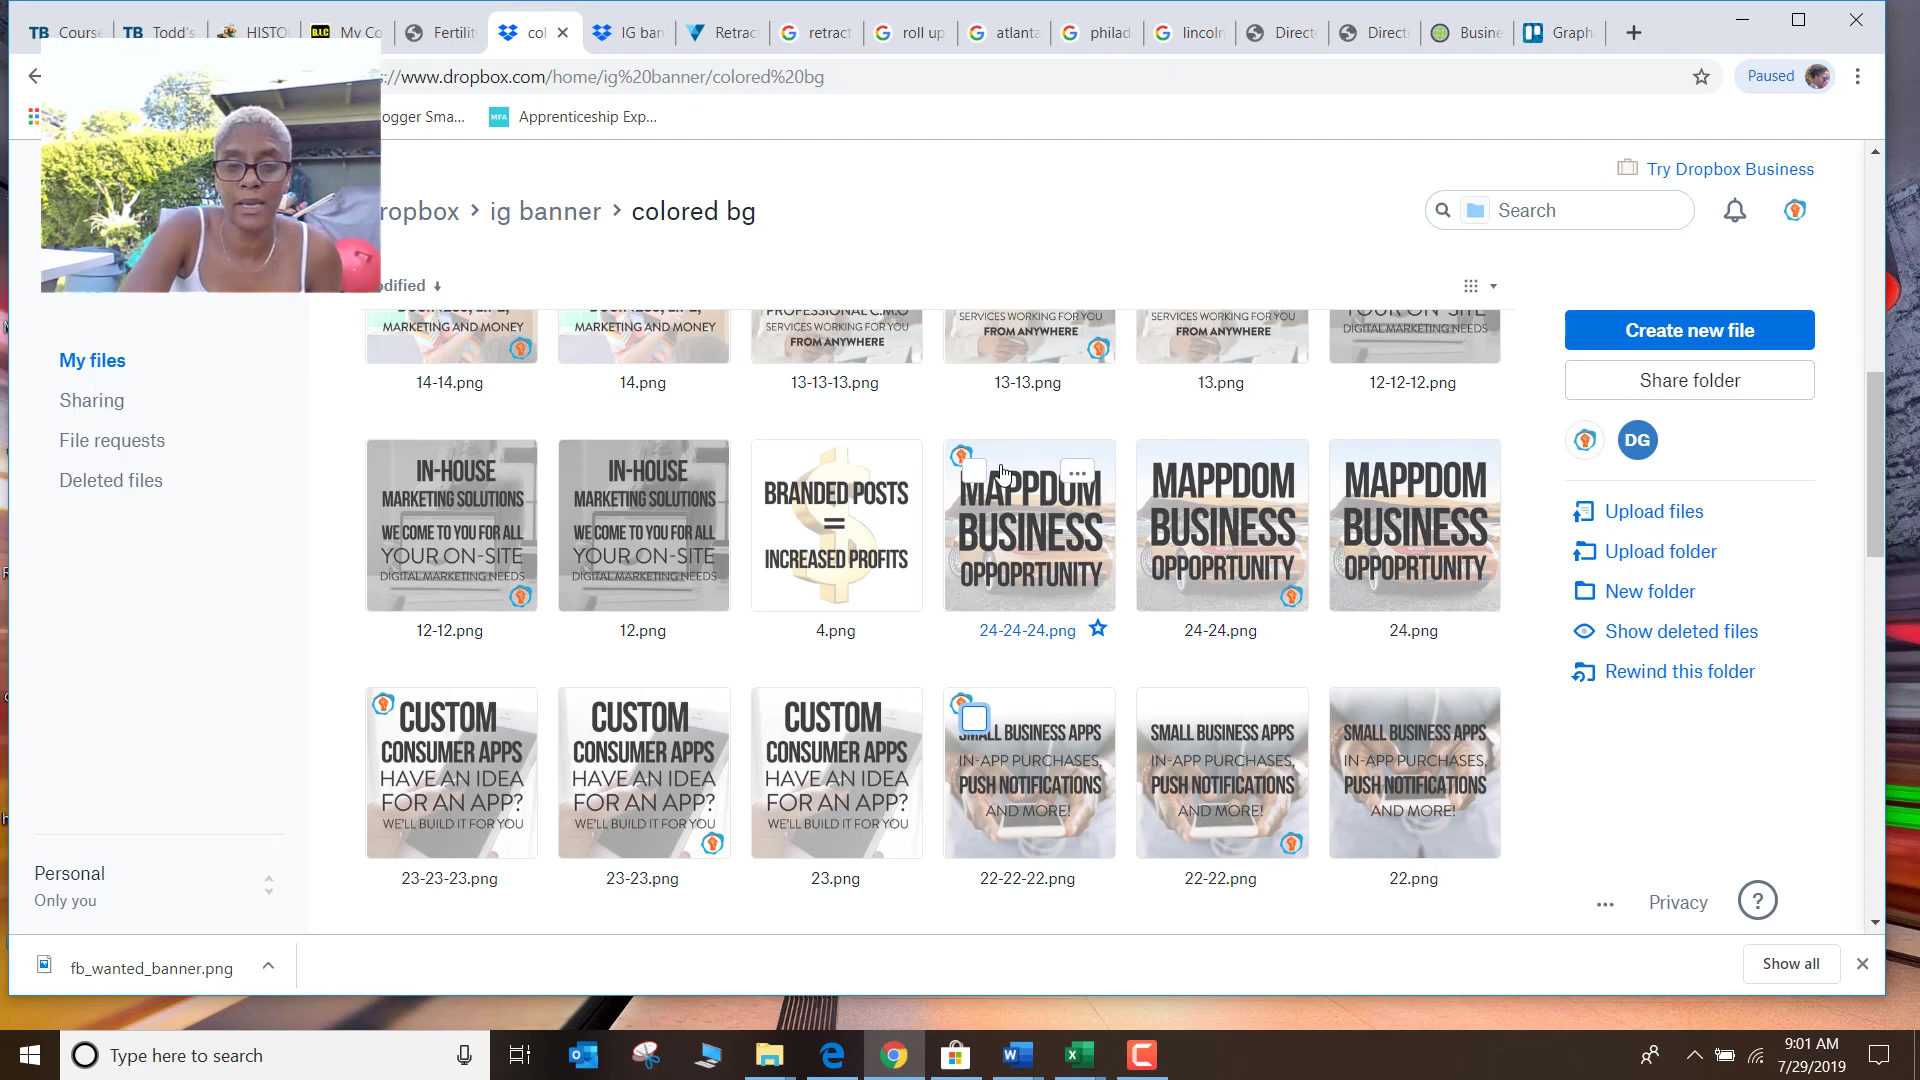 TB Course
TB Todd's
HISTO
B.I.C My Co
Fertilit
col
IG ban
Retrac
retract
roll up
atlanta
philad
lincoln
Direct
Direct
Busine
Graph
://www.dropbox.com/home/ig%20banner/colored%20bg
Paused
ogger Sma...
MFA Apprenticeship Exp...
Try Dropbox Business
ropbox > ig banner > colored bg
Search
odified
MARKETING AND MONEY
MARKETING AND MONEY
PROFESSIONAL C.M.O
SERVICES WORKING FOR YOU
FROM ANYWHERE
SERVICES WORKING FOR YOU
FROM ANYWHERE
SERVICES WORKING FOR YOU
FROM ANYWHERE
YOUR ON-SITE
DIGITAL MARKETING NEEDS
14-14.png
14.png
13-13-13.png
13-13.png
13.png
12-12-12.png
Create new file
Share folder
DG
My files
Sharing
File requests
Deleted files
IN-HOUSE
MARKETING SOLUTIONS
WE COME TO YOU FOR ALL
YOUR ON-SITE
DIGITAL MARKETING NEEDS
IN-HOUSE
MARKETING SOLUTIONS
WE COME TO YOU FOR ALL
YOUR ON-SITE
DIGITAL MARKETING NEEDS
BRANDED POSTS
=
INCREASED PROFITS
MAPPDOM
BUSINESS
OPPOPRTUNITY
MAPPDOM
BUSINESS
OPPOPRTUNITY
MAPPDOM
BUSINESS
OPPOPRTUNITY
12-12.png
12.png
4.png
24-24-24.png
24-24.png
24.png
Upload files
Upload folder
New folder
Show deleted files
Rewind this folder
CUSTOM
CONSUMER APPS
HAVE AN IDEA
FOR AN APP?
WE'LL BUILD IT FOR YOU
CUSTOM
CONSUMER APPS
HAVE AN IDEA
FOR AN APP?
WE'LL BUILD IT FOR YOU
CUSTOM
CONSUMER APPS
HAVE AN IDEA
FOR AN APP?
WE'LL BUILD IT FOR YOU
SMALL BUSINESS APPS
IN-APP PURCHASES,
PUSH NOTIFICATIONS
AND MORE!
SMALL BUSINESS APPS
IN-APP PURCHASES,
PUSH NOTIFICATIONS
AND MORE!
SMALL BUSINESS APPS
IN-APP PURCHASES,
PUSH NOTIFICATIONS
AND MORE!
23-23-23.png
23-23.png
23.png
22-22-22.png
22-22.png
22.png
Personal
Only you
... Privacy ?
fb_wanted_banner.png
Show all
Type here to search
9:01 AM
7/29/2019